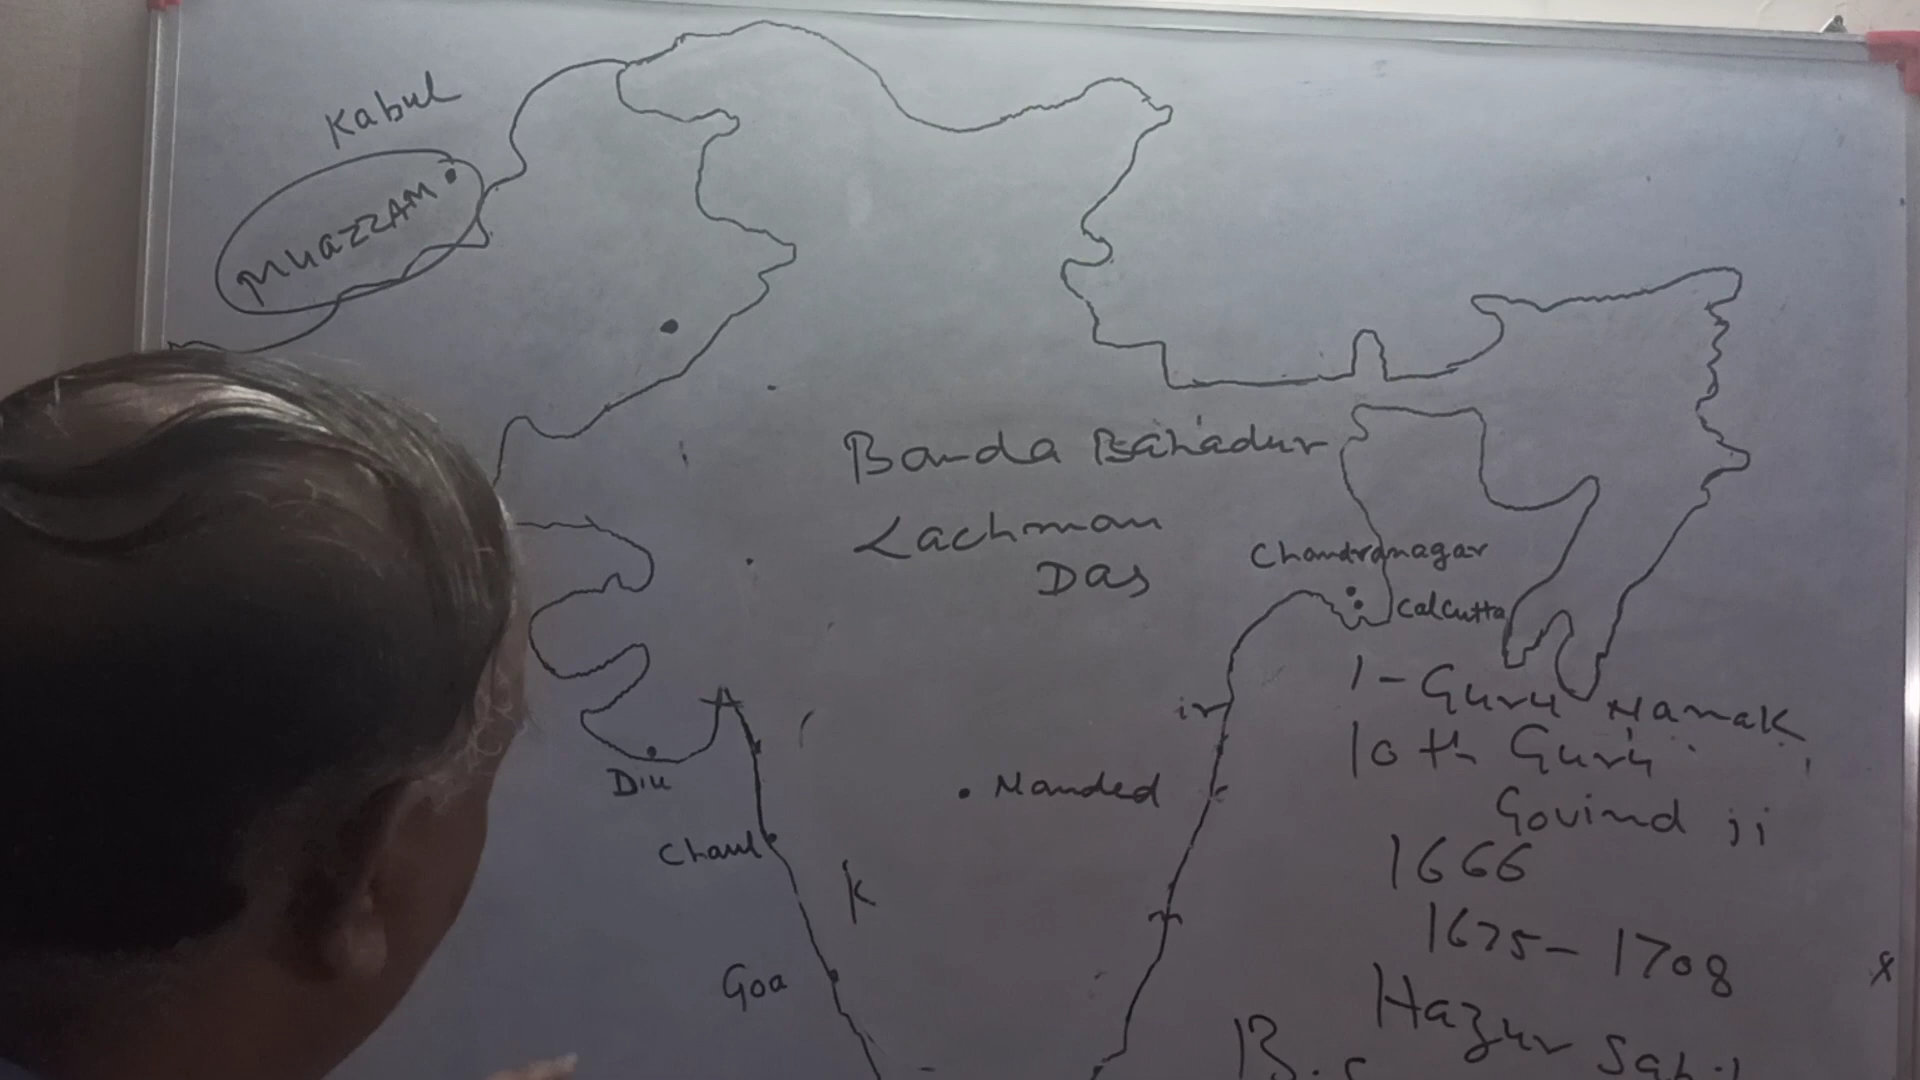 Kabul
MUAZZAM
Banda Bahadur
Lachman
Das
Chandranagar
Calcutta
1- Guru Nanak
10th Guru
Govind ji
1666
1675-1708
Hazur Sahib
Diu
Nanded
Chaul
K
Goa
B.S